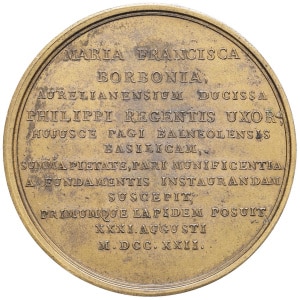 MARIA FRANCISCA
BORBONIA,
AURELIANENSIUM DUCISSA
PHILIPPI REGENTIS UXOR,
HUJUSCE PAGI BALNEOLENSIS
BASILICAM,
SUMMA PIETATE, PARI MUNIFICENTIA
A FUNDAMENTIS INSTAURANDAM
SUSCEPIT,
PRIMUMQUE LAPIDEM POSUIT
XXXI. AUGUSTI
M. DCC. XXII.